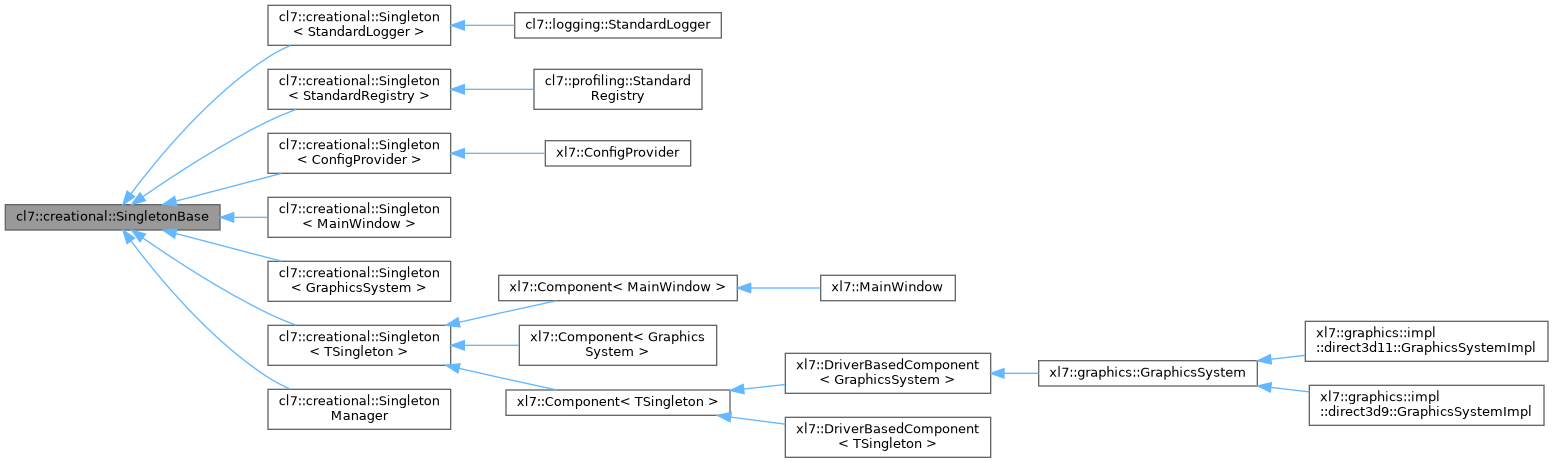 cl7::creational::Singleton
< StandardLogger >
cl7::logging::StandardLogger
cl7::creational::Singleton
< StandardRegistry >
cl7::profiling::Standard
Registry
cl7::creational::Singleton
< ConfigProvider >
xl7::ConfigProvider
cl7::creational::SingletonBase
cl7::creational::Singleton
< MainWindow >
cl7::creational::Singleton
< GraphicsSystem >
cl7::creational::Singleton
< TSingleton >
xl7::Component< MainWindow >
xl7::MainWindow
xl7::Component< Graphics
System >
xl7::Component< TSingleton >
xl7::DriverBasedComponent
< GraphicsSystem >
xl7::graphics::GraphicsSystem
xl7::graphics::impl
::direct3d11::GraphicsSystemImpl
xl7::graphics::impl
::direct3d9::GraphicsSystemImpl
xl7::DriverBasedComponent
< TSingleton >
cl7::creational::Singleton
Manager